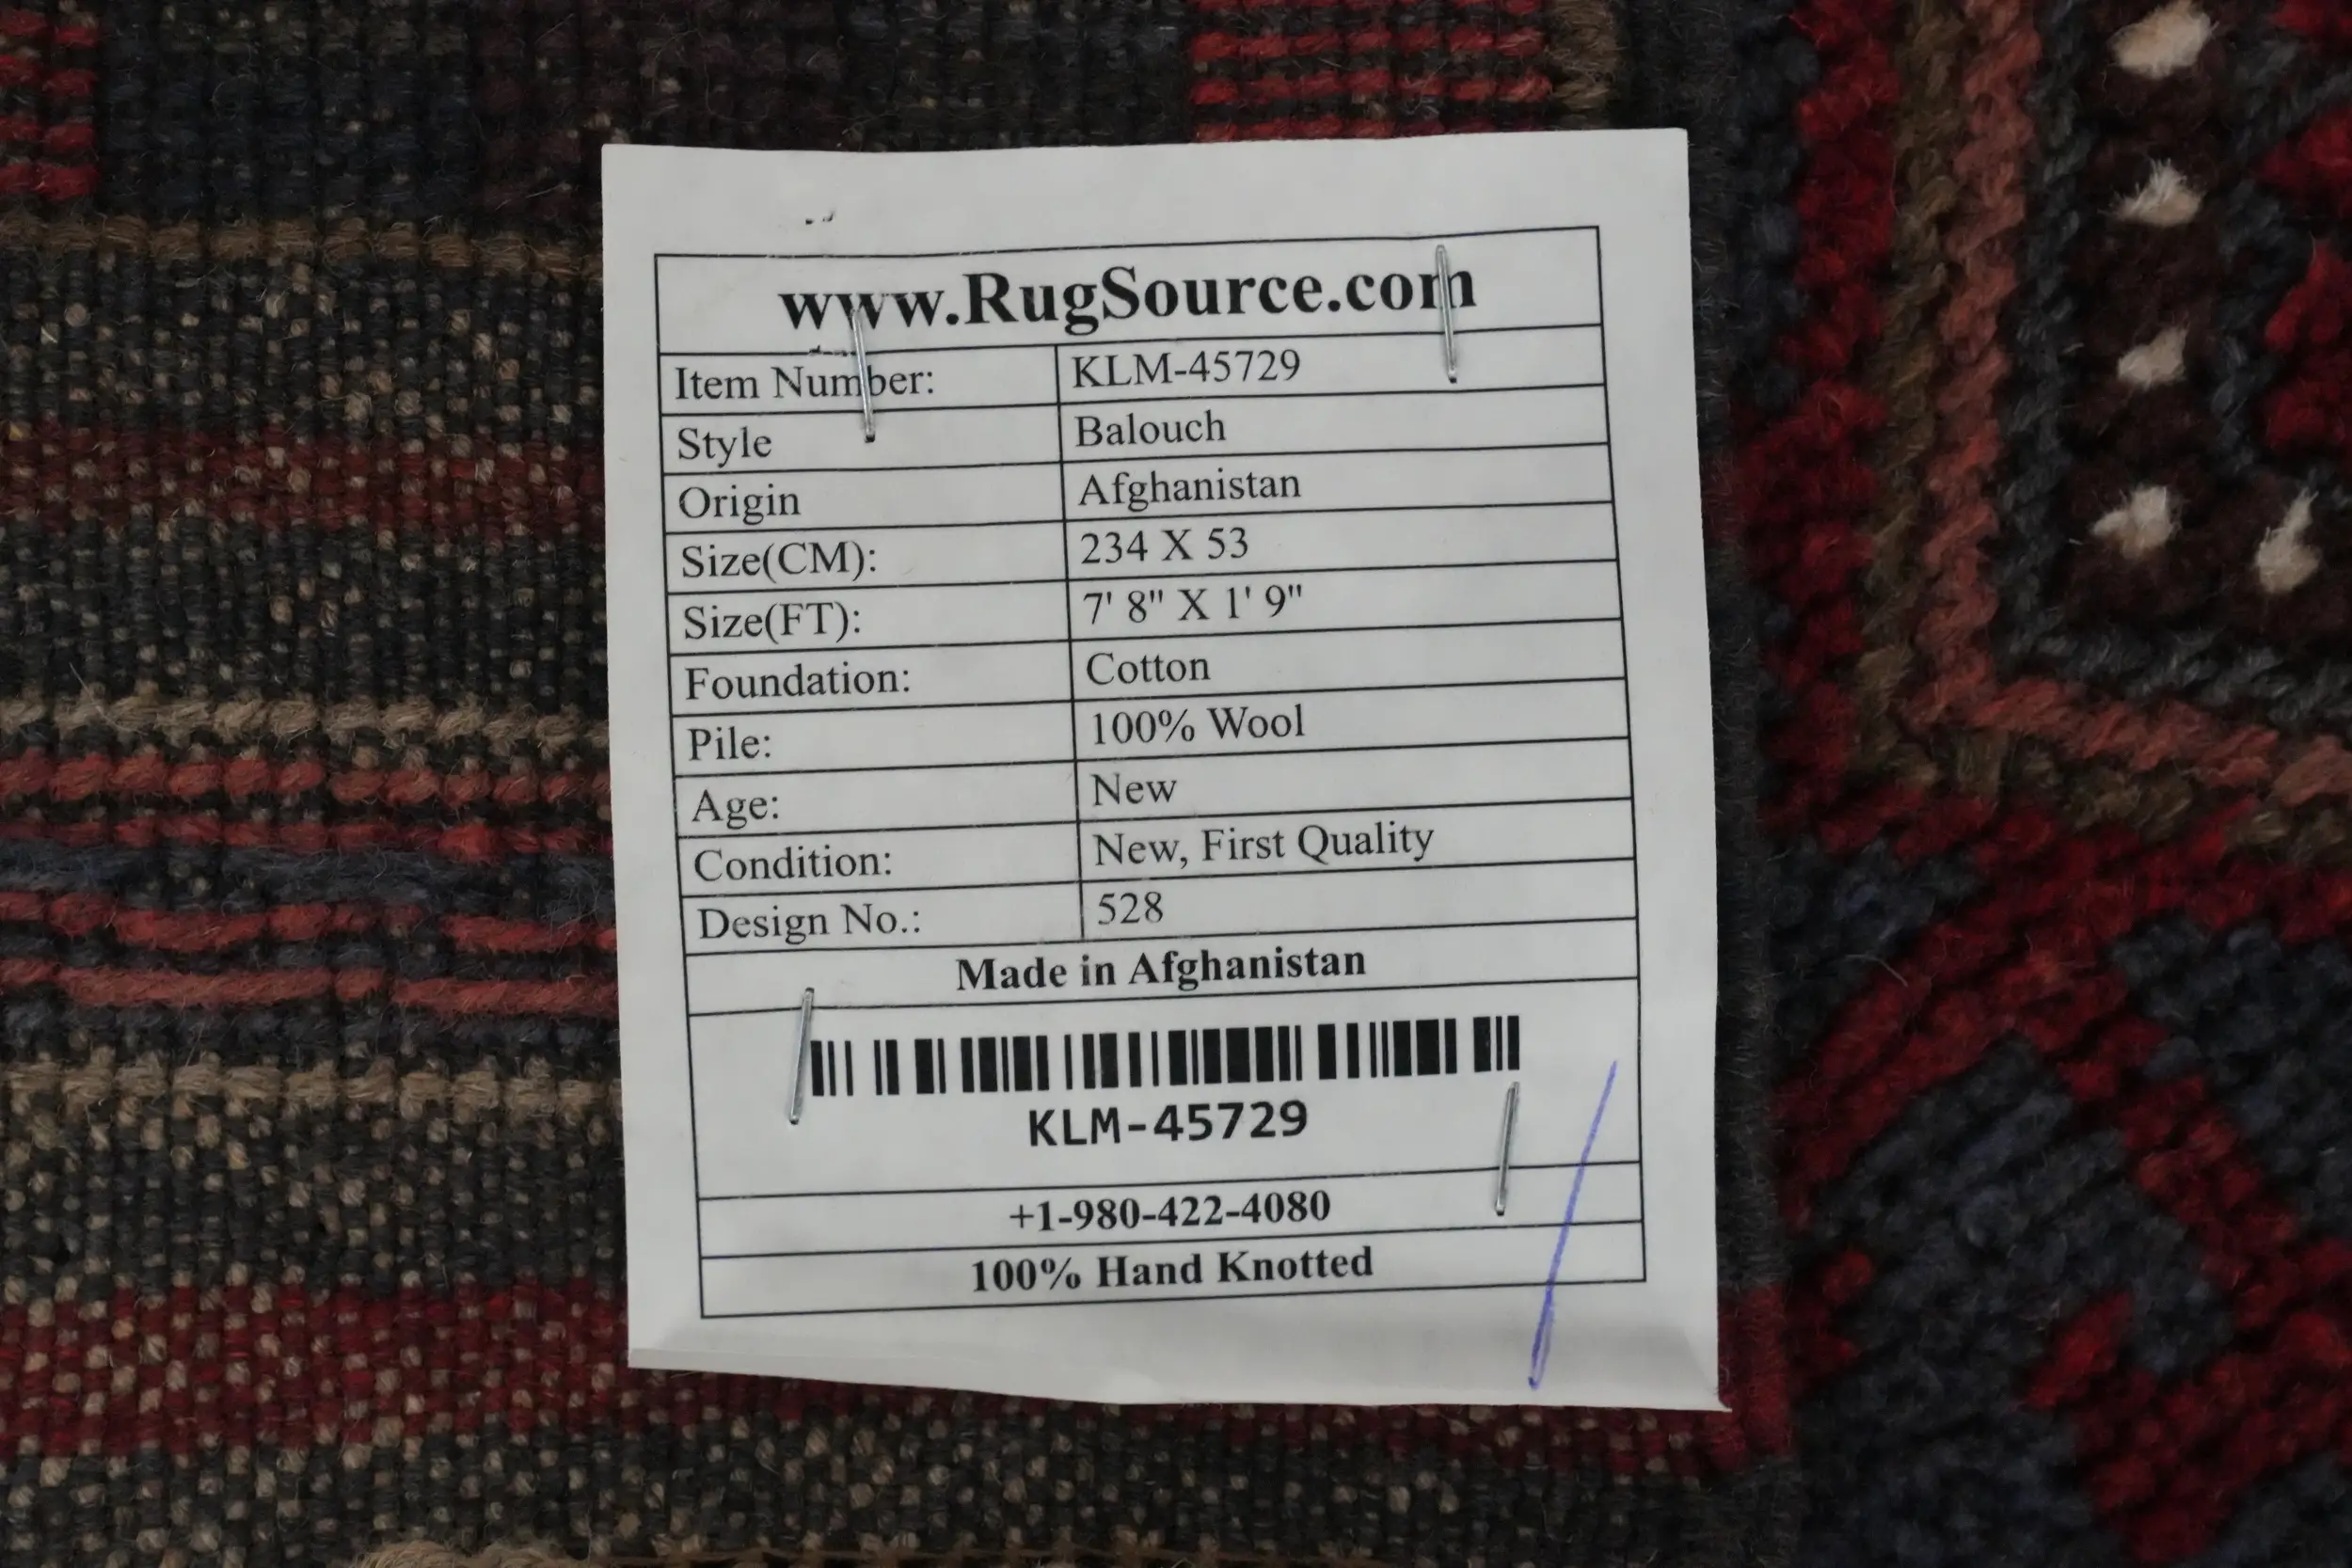 www.RugSource.com
Item Number: KLM-45729
Style Balouch
Origin Afghanistan
Size(CM): 234 X 53
Size(FT): 7' 8" X 1' 9"
Foundation: Cotton
Pile: 100% Wool
Age: New
Condition: New, First Quality
Design No.: 528
Made in Afghanistan
KLM-45729
+1-980-422-4080
100% Hand Knotted